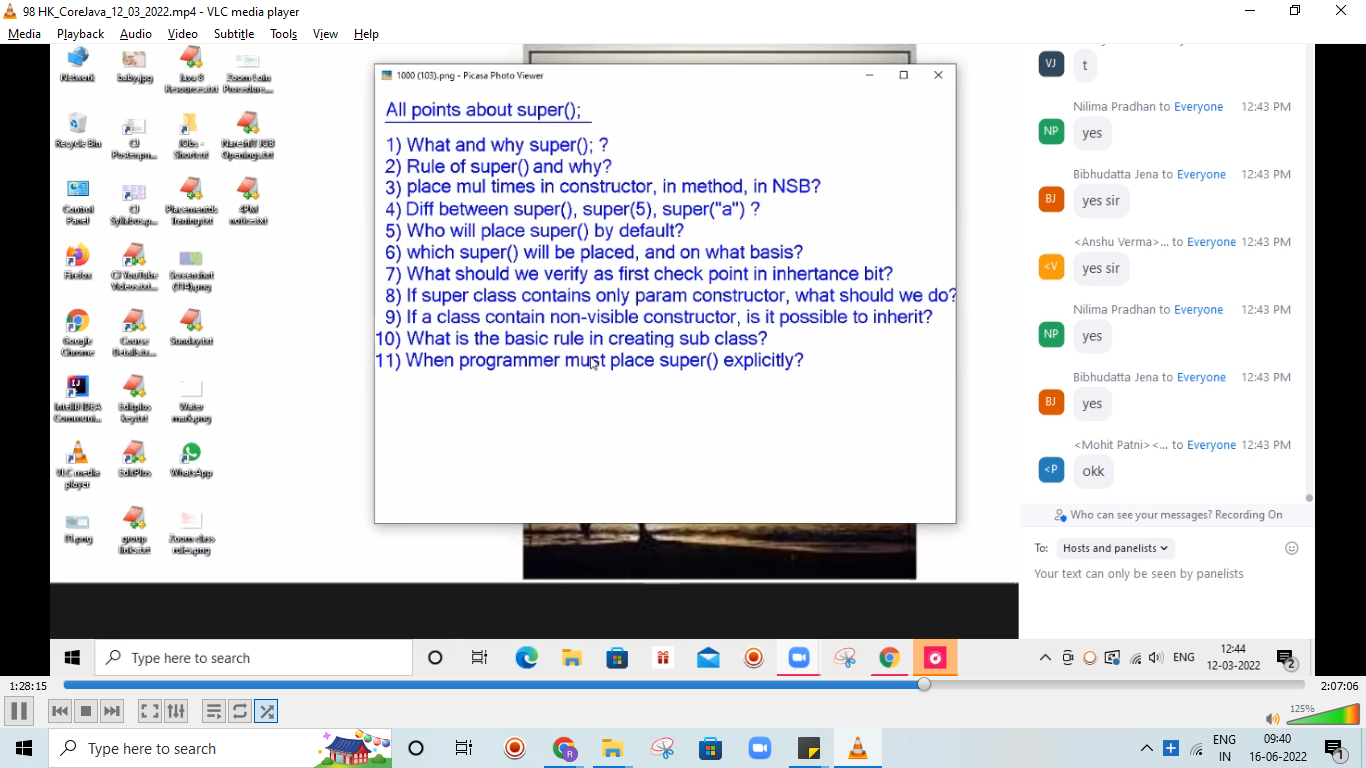 98 HK_CoreJava_12_03_2022.mp4 - VLC media player
Media Playback Audio Video Subtitle Tools View Help
Network baby.jpg Java 8 Resources.txt Zoom Join Procedure....
Recycle Bin CJ Poster.pn... JObs - Shortcut NareshIT JOB Openings.txt
Control Panel CJ Syllabus.p... 4PM notice.txt
Firefox CJ YouTube Videos.txt... Screenshot (114).png
Google Chrome Course Details.tx... Sunday.txt
IntelliJ IDEA Communi... Editplus key.txt Water mark.png
VLC media player EditPlus WhatsApp
group links.txt Zoom class rules.png
1000 (103).png - Picasa Photo Viewer
All points about super();
1) What and why super(); ?
2) Rule of super() and why?
3) place mul times in constructor, in method, in NSB?
4) Diff between super(), super(5), super("a") ?
5) Who will place super() by default?
6) which super() will be placed, and on what basis?
7) What should we verify as first check point in inhertance bit?
8) If super class contains only param constructor, what should we do?
9) If a class contain non-visible constructor, is it possible to inherit?
10) What is the basic rule in creating sub class?
11) When programmer must place super() explicitly?
VJ t
Nilima Pradhan to Everyone 12:43 PM
NP yes
Bibhudatta Jena to Everyone 12:43 PM
BJ yes sir
<Anshu Verma>... to Everyone 12:43 PM
<V yes sir
Nilima Pradhan to Everyone 12:43 PM
NP yes
Bibhudatta Jena to Everyone 12:43 PM
BJ yes
<Mohit Patni> <... to Everyone 12:43 PM
<P okk
Who can see your messages? Recording On
To: Hosts and panelists
Your text can only be seen by panelists
Type here to search
ENG 12:44
12-03-2022 2
1:28:15 2:07:06
125%
Type here to search
ENG 09:40
IN 16-06-2022 1